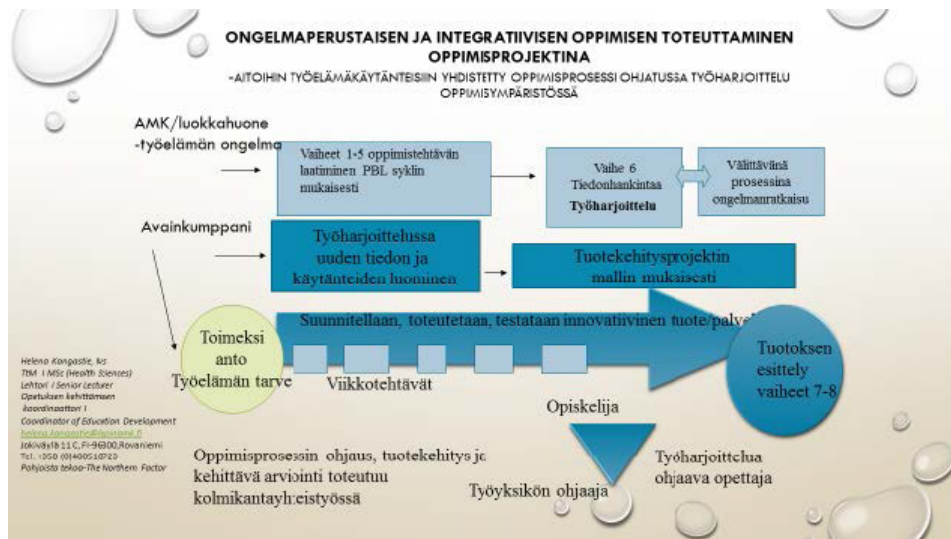 ONGELMAPERUSTAISEN JA INTEGRATIIVISEN OPPIMISEN TOTEUTTAMINEN
OPPIMISPROJEKTINA
-AITOIHIN TYÖELÄMÄKÄYTÄNTEISIIN YHDISTETTY OPPIMISPROSESSI OHJATUSSA TYÖHARJOITTELU
OPPIMISYMPÄRISTÖSSÄ
AMK/luokkahuone
-työelämän ongelma
Vaiheet 1-5 oppimistehtävän
laatiminen PBL syklin
mukaisesti
Vaihe 6
Tiedonhankintaa
Työharjoittelu
Välittävänä
prosessina
ongelmanratkaisu
Avainkumppani
Työharjoittelussa
uuden tiedon ja
käytänteiden luominen
Tuotekehitysprojektin
mallin mukaisesti
Suunnitellaan, toteutetaa, testataan innovatiivinen tuote/palvel
Toimeksi
anto
Työelämän tarve
Viikkotehtävät
Tuotoksen
esittely
vaiheet 7-8
Helena Kangastie, lus
TtM I MSc (Health Sciences)
Lehtori I Senior Lecturer
Opetuksen kehittämisen
koordinaattori I
Coordinator of Education Development
Jokiväylä 11 C, FI-96300, Rovaniemi
Pohjoista tekoa-The Northern Factor
Opiskelija
Työyksikön ohjaaja
Työharjoittelua
ohjaava opettaja
Oppimisprosessin ohjaus, tuotekehitys ja
kehittävä arviointi toteutuu
kolmikantayhteistyössä